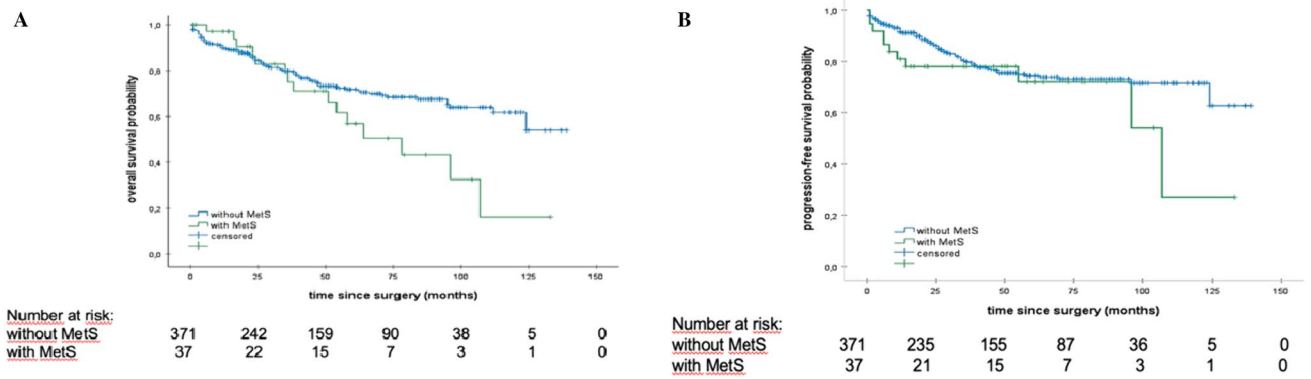 A
overall survival probability
1,0
0,8
0,6
0,4
0,2
0,0
without MetS
with MetS
censored
0 25 50 75 100 125 150
time since surgery (months)
Number at risk:
without MetS 371 242 159 90 38 5 0
with MetS 37 22 15 7 3 1 0
B
progression-free survival probability
1,0
0,8
0,6
0,4
0,2
0,0
without MetS
with MetS
censored
0 25 50 75 100 125 150
time since surgery (months)
Number at risk:
without MetS 371 235 155 87 36 5 0
with MetS 37 21 15 7 3 1 0